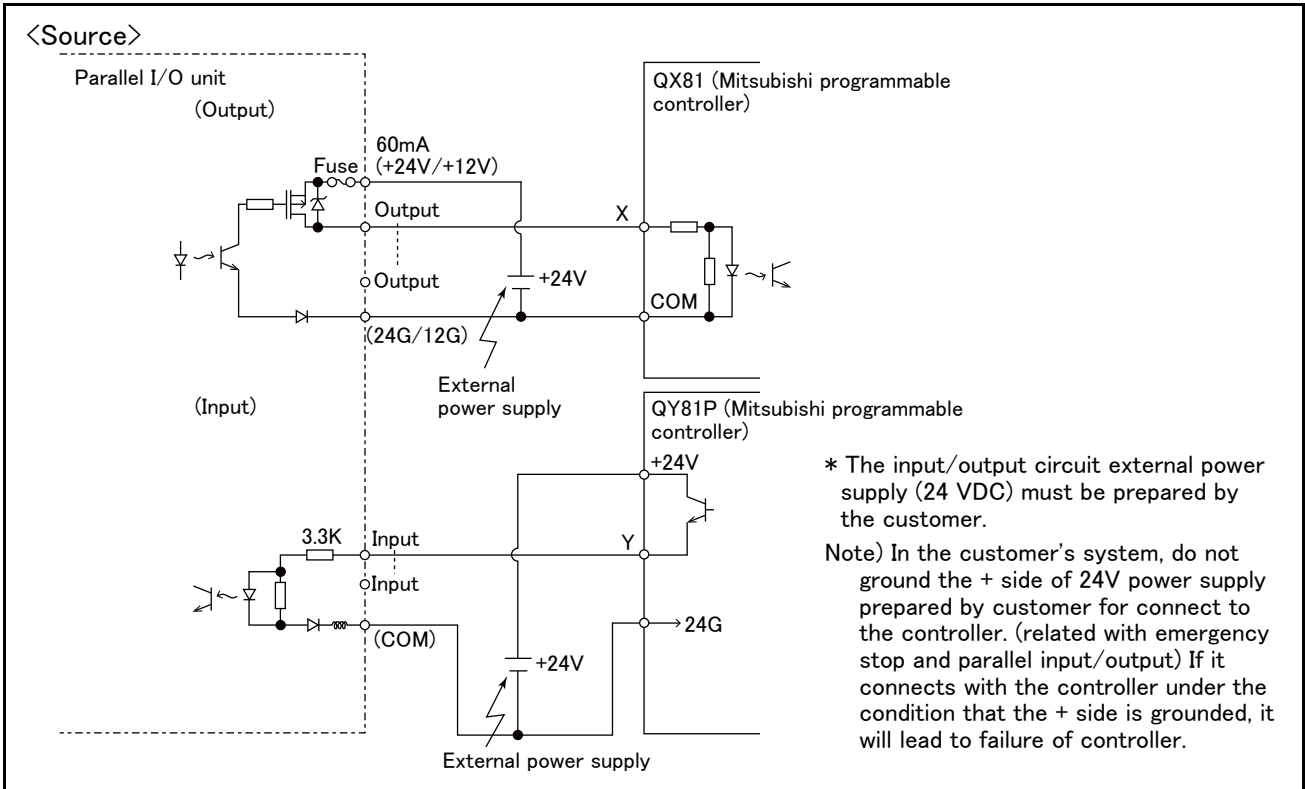 <Source>
Parallel I/O unit
(Output)
QX81 (Mitsubishi programmable
controller)
60mA
(+24V/+12V)
Fuse
Output
X
Output
+24V
COM
(24G/12G)
External
power supply
(Input)
QY81P (Mitsubishi programmable
controller)
+24V
3.3K
Input
Y
Input
(COM)
24G
+24V
External power supply
* The input/output circuit external power
supply (24 VDC) must be prepared by
the customer.
Note) In the customer's system, do not
ground the + side of 24V power supply
prepared by customer for connect to
the controller. (related with emergency
stop and parallel input/output) If it
connects with the controller under the
condition that the + side is grounded, it
will lead to failure of controller.